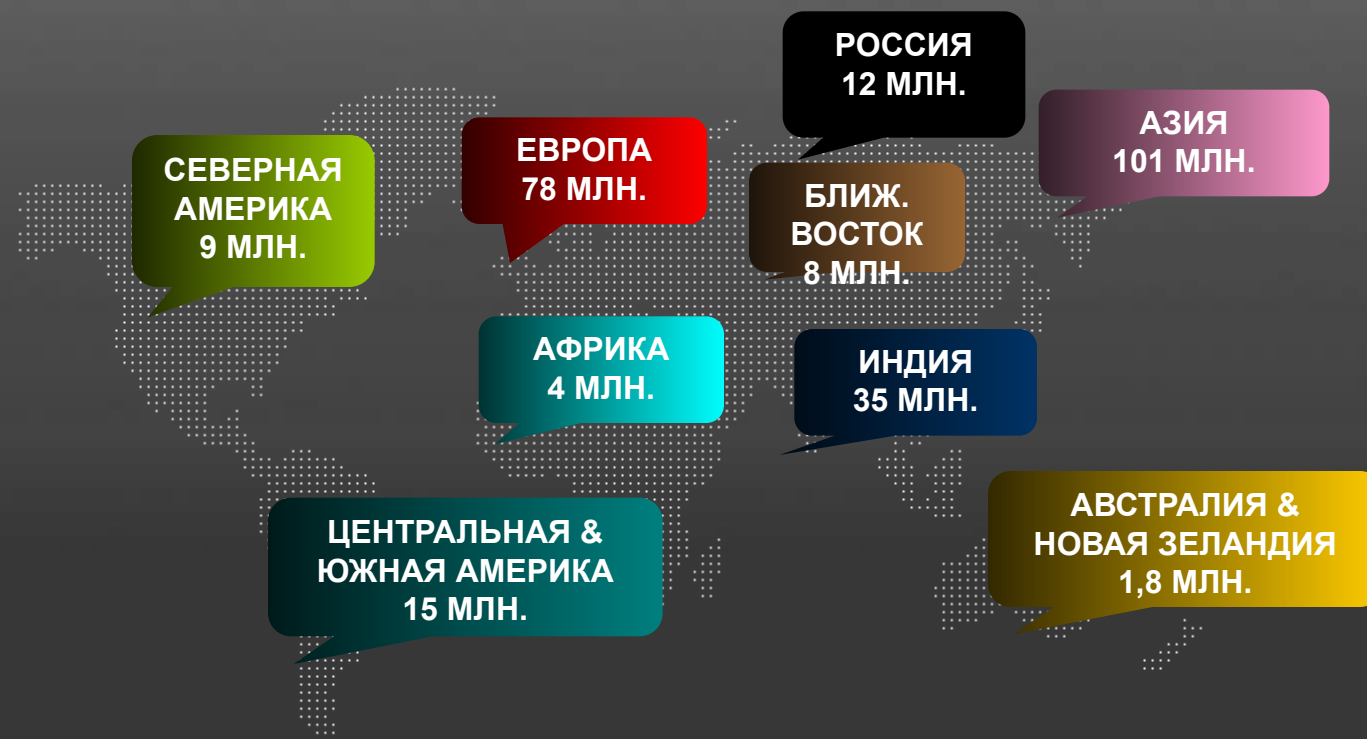 РОССИЯ
12 МЛН.
АЗИЯ
101 МЛН.
ЕВРОПА
78 МЛН.
СЕВЕРНАЯ
АМЕРИКА
9 МЛН.
БЛИЖ.
ВОСТОК
8 МЛН.
АФРИКА
4 МЛН.
ИНДИЯ
35 МЛН.
ЦЕНТРАЛЬНАЯ &
ЮЖНАЯ АМЕРИКА
15 МЛН.
АВСТРАЛИЯ &
НОВАЯ ЗЕЛАНДИЯ
1,8 МЛН.